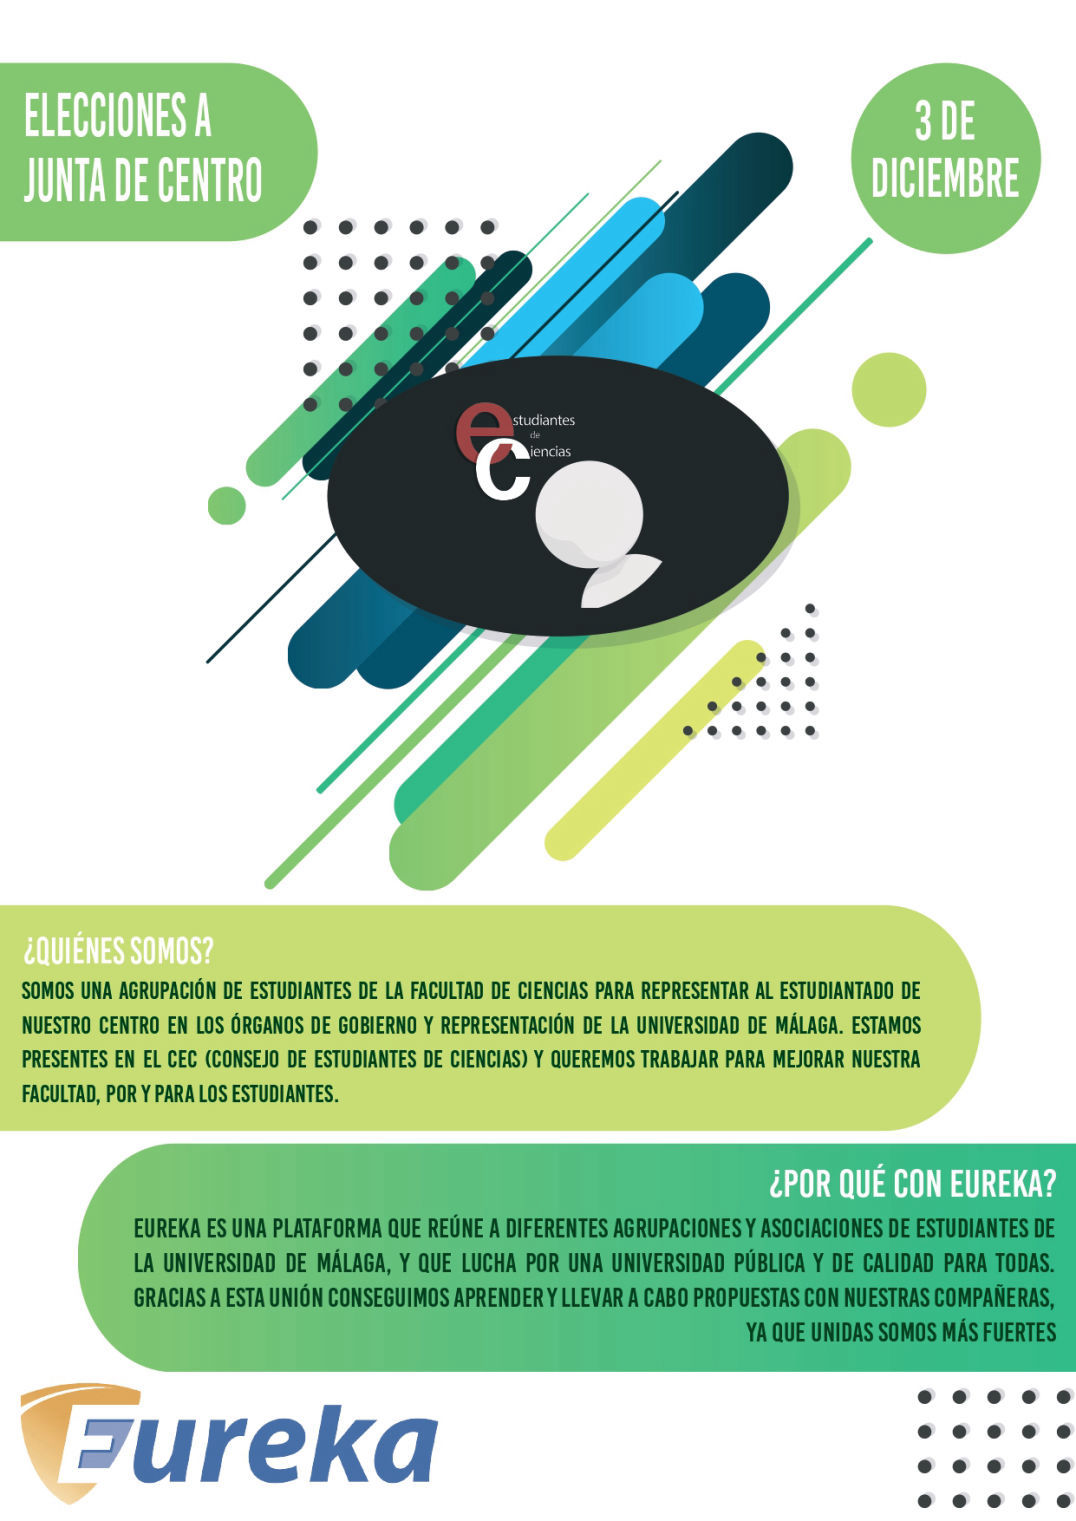 ELECCIONES A
JUNTA DE CENTRO
3 DE
DICIEMBRE
estudiantes
de
ciencias
¿QUIÉNES SOMOS?
SOMOS UNA AGRUPACIÓN DE ESTUDIANTES DE LA FACULTAD DE CIENCIAS PARA REPRESENTAR AL ESTUDIANTADO DE
NUESTRO CENTRO EN LOS ÓRGANOS DE GOBIERNO Y REPRESENTACIÓN DE LA UNIVERSIDAD DE MÁLAGA. ESTAMOS
PRESENTES EN EL CEC (CONSEJO DE ESTUDIANTES DE CIENCIAS) Y QUEREMOS TRABAJAR PARA MEJORAR NUESTRA
FACULTAD, POR Y PARA LOS ESTUDIANTES.
¿POR QUÉ CON EUREKA?
EUREKA ES UNA PLATAFORMA QUE REÚNE A DIFERENTES AGRUPACIONES Y ASOCIACIONES DE ESTUDIANTES DE
LA UNIVERSIDAD DE MÁLAGA, Y QUE LUCHA POR UNA UNIVERSIDAD PÚBLICA Y DE CALIDAD PARA TODAS.
GRACIAS A ESTA UNIÓN CONSEGUIMOS APRENDER Y LLEVAR A CABO PROPUESTAS CON NUESTRAS COMPAÑERAS,
YA QUE UNIDAS SOMOS MÁS FUERTES
Eureka